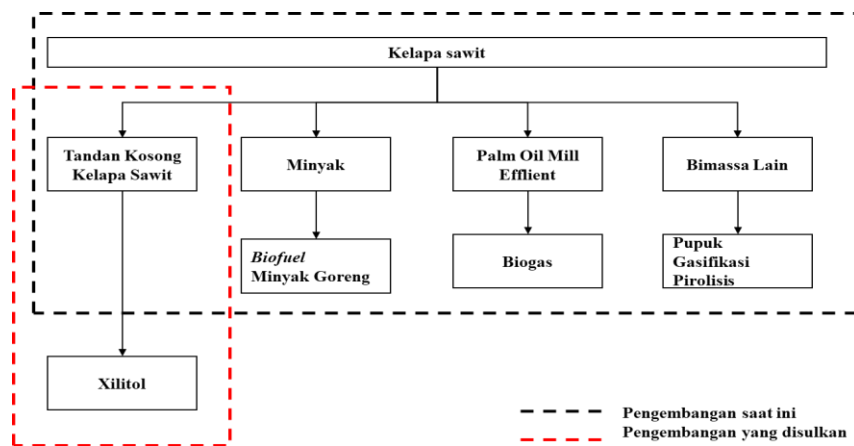 Kelapa sawit
Tandan Kosong
Kelapa Sawit
Minyak
Palm Oil Mill
Efflient
Bimassa Lain
Biofuel
Minyak Goreng
Biogas
Pupuk
Gasifikasi
Pirolisis
Xilitol
Pengembangan saat ini
Pengembangan yang disulkan